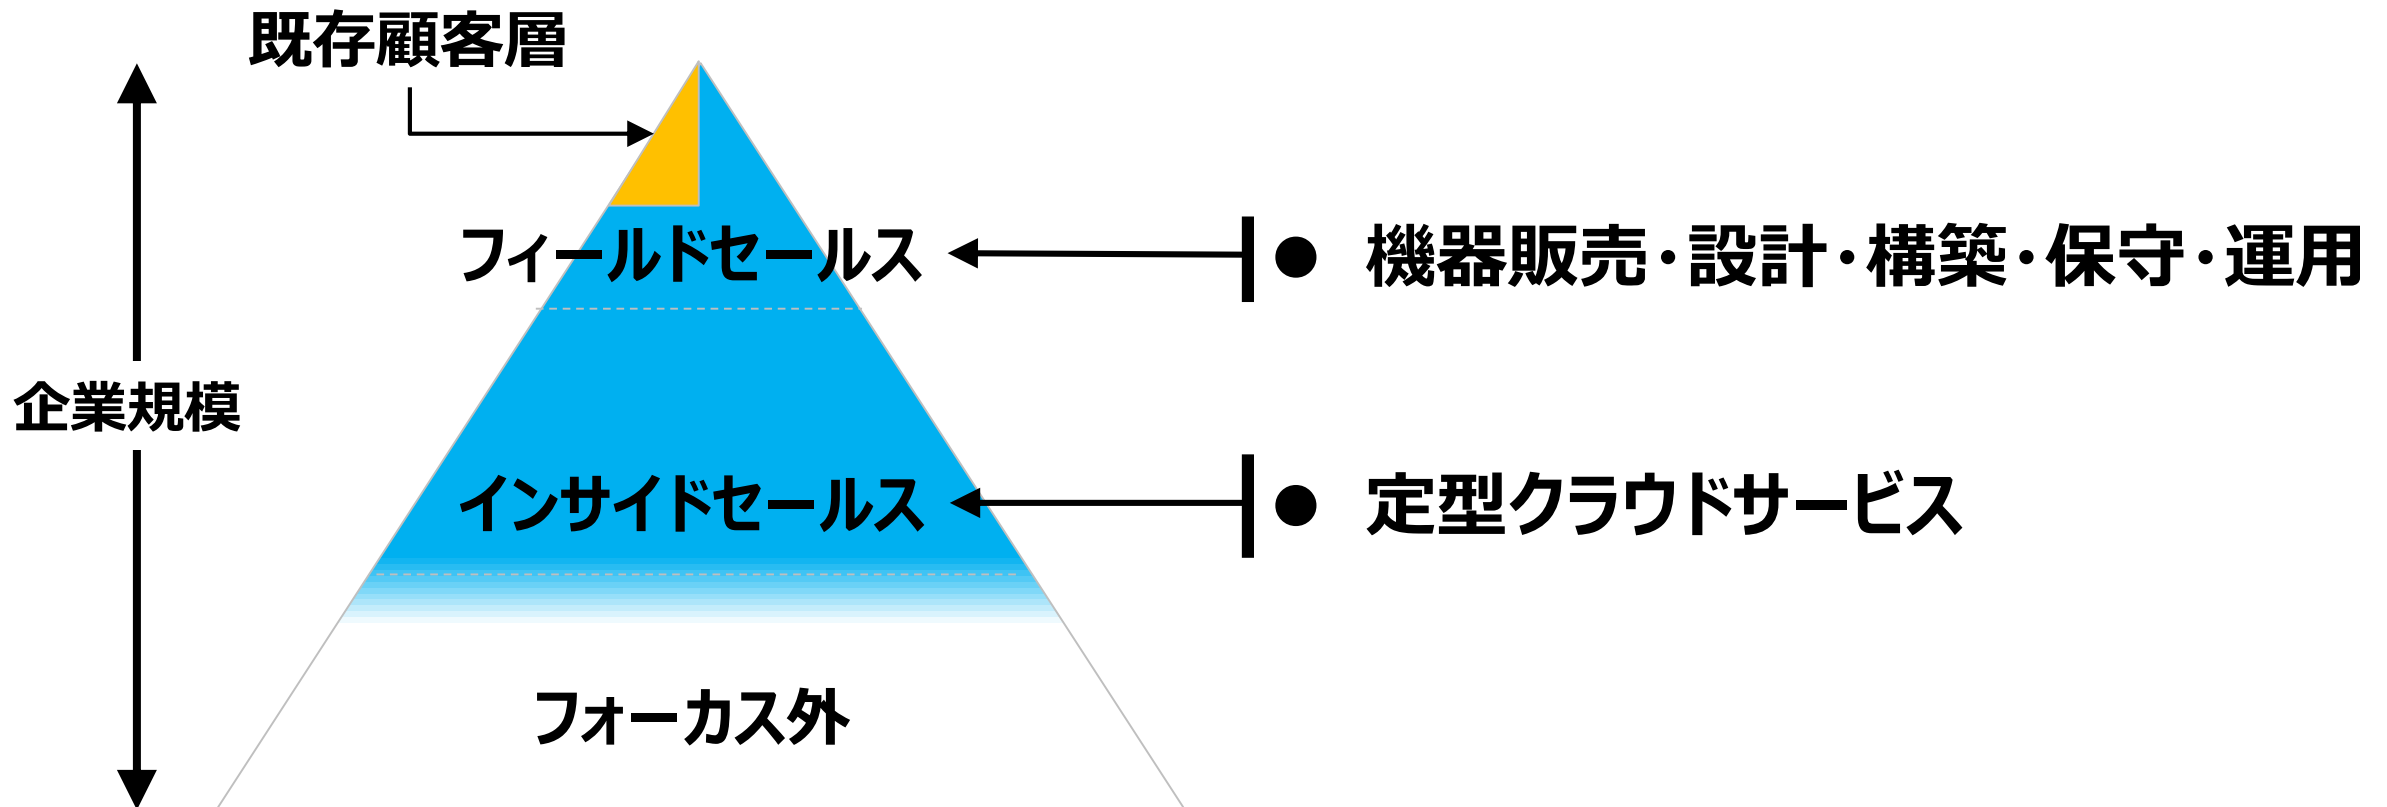 既存顧客層
フィールドセールス
● 機器販売・設計・構築・保守・運用
企業規模
インサイドセールス
● 定型クラウドサービス
フォーカス外